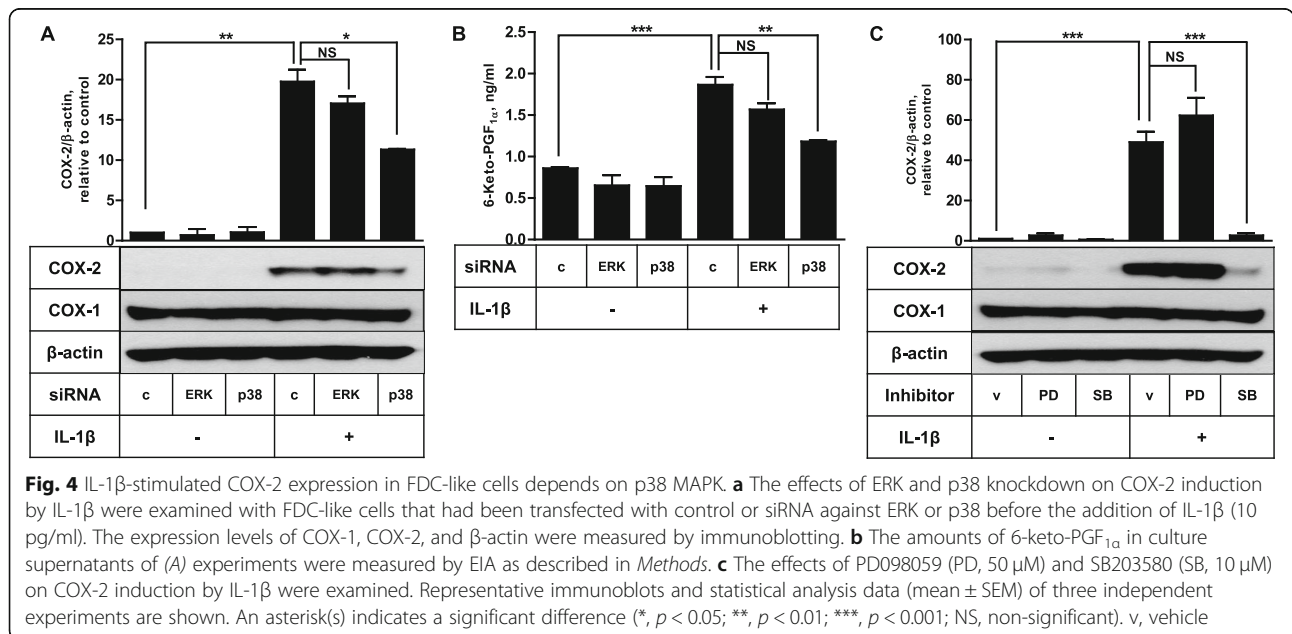 A
COX-2/β-actin,
relative to control
25
20
15
10
5
0
**
*
NS
COX-2
COX-1
β-actin
siRNA c ERK p38 c ERK p38
IL-1β - +
B
6-Keto-PGF1α, ng/ml
2.5
2.0
1.5
1.0
0.5
0.0
***
**
NS
siRNA c ERK p38 c ERK p38
IL-1β - +
C
COX-2/β-actin,
relative to control
100
80
60
40
20
0
***
***
NS
COX-2
COX-1
β-actin
Inhibitor v PD SB v PD SB
IL-1β - +
Fig. 4 IL-1β-stimulated COX-2 expression in FDC-like cells depends on p38 MAPK. a The effects of ERK and p38 knockdown on COX-2 induction
by IL-1β were examined with FDC-like cells that had been transfected with control or siRNA against ERK or p38 before the addition of IL-1β (10
pg/ml). The expression levels of COX-1, COX-2, and β-actin were measured by immunoblotting. b The amounts of 6-keto-PGF1α in culture
supernatants of (A) experiments were measured by EIA as described in Methods. c The effects of PD098059 (PD, 50 μM) and SB203580 (SB, 10 μM)
on COX-2 induction by IL-1β were examined. Representative immunoblots and statistical analysis data (mean ± SEM) of three independent
experiments are shown. An asterisk(s) indicates a significant difference (*, p < 0.05; **, p < 0.01; ***, p < 0.001; NS, non-significant). v, vehicle